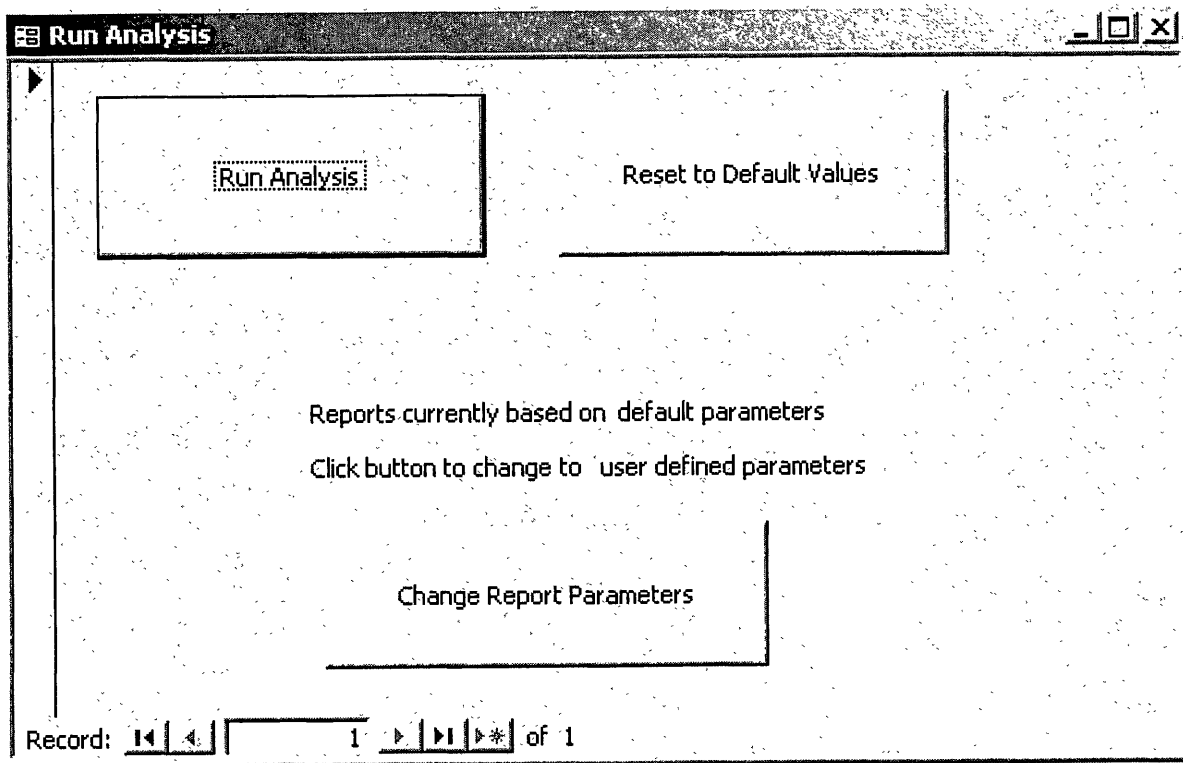 Run Analysis
Run Analysis
Reset to Default Values
Reports currently based on default parameters
Click button to change to user defined parameters
Change Report Parameters
Record: 1 of 1